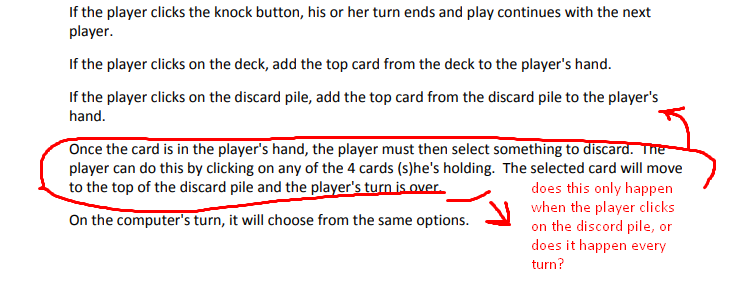 If the player clicks the knock button, his or her turn ends and play continues with the next
player.
If the player clicks on the deck, add the top card from the deck to the player's hand.
If the player clicks on the discard pile, add the top card from the discard pile to the player's
hand.
Once the card is in the player's hand, the player must then select something to discard. The
player can do this by clicking on any of the 4 cards (s)he's holding. The selected card will move
to the top of the discard pile and the player's turn is over.
On the computer's turn, it will choose from the same options.
does this only happen
when the player clicks
on the discord pile, or
does it happen every
turn?